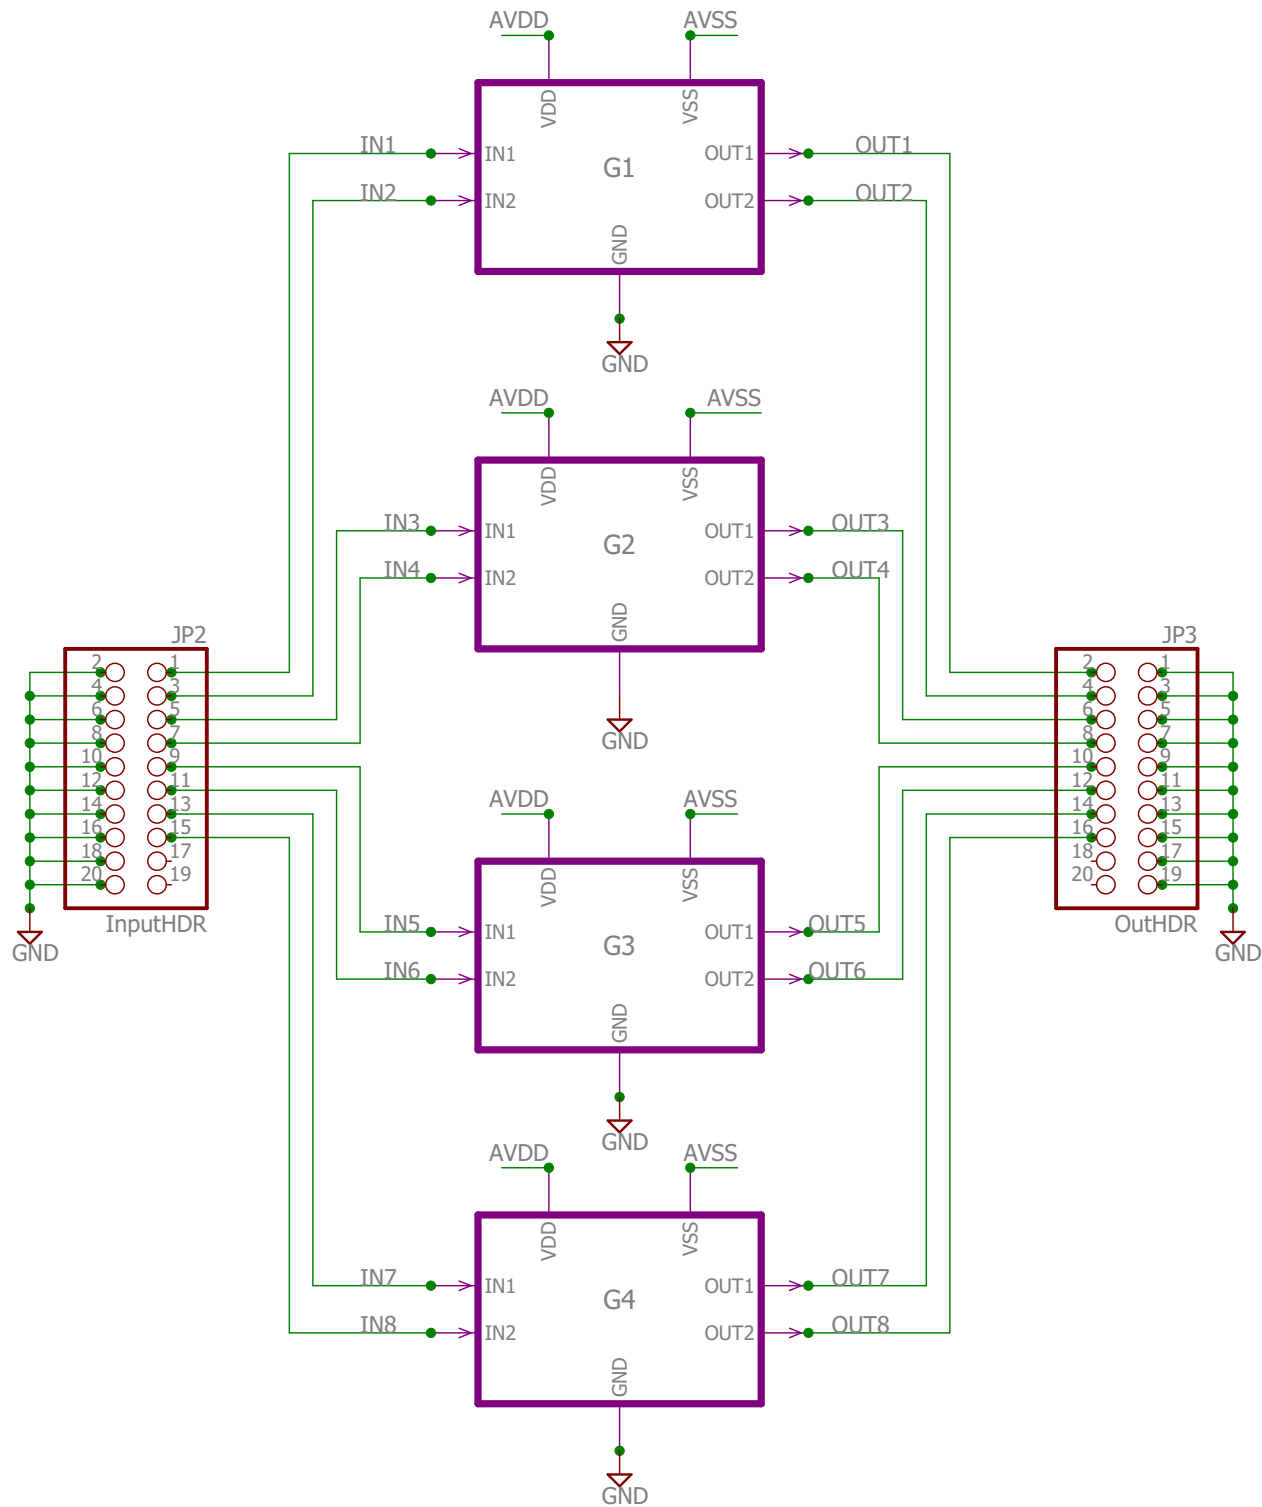 AVDD AVSS
VDD VSS
IN1 IN1 G1 OUT1 OUT1
IN2 IN2 OUT2 OUT2
GND
GND
AVDD AVSS
VDD VSS
IN3 IN1 G2 OUT1 OUT3
IN4 IN2 OUT2 OUT4
GND
GND
JP2 JP3
2 1 2 1
4 3 4 3
6 5 6 5
8 7 8 7
10 9 10 9
12 11 12 11
14 13 14 13
16 15 16 15
18 17 18 17
20 19 20 19
InputHDR OutHDR
GND GND
AVDD AVSS
VDD VSS
IN5 IN1 G3 OUT1 OUT5
IN6 IN2 OUT2 OUT6
GND
GND
AVDD AVSS
VDD VSS
IN7 IN1 G4 OUT1 OUT7
IN8 IN2 OUT2 OUT8
GND
GND